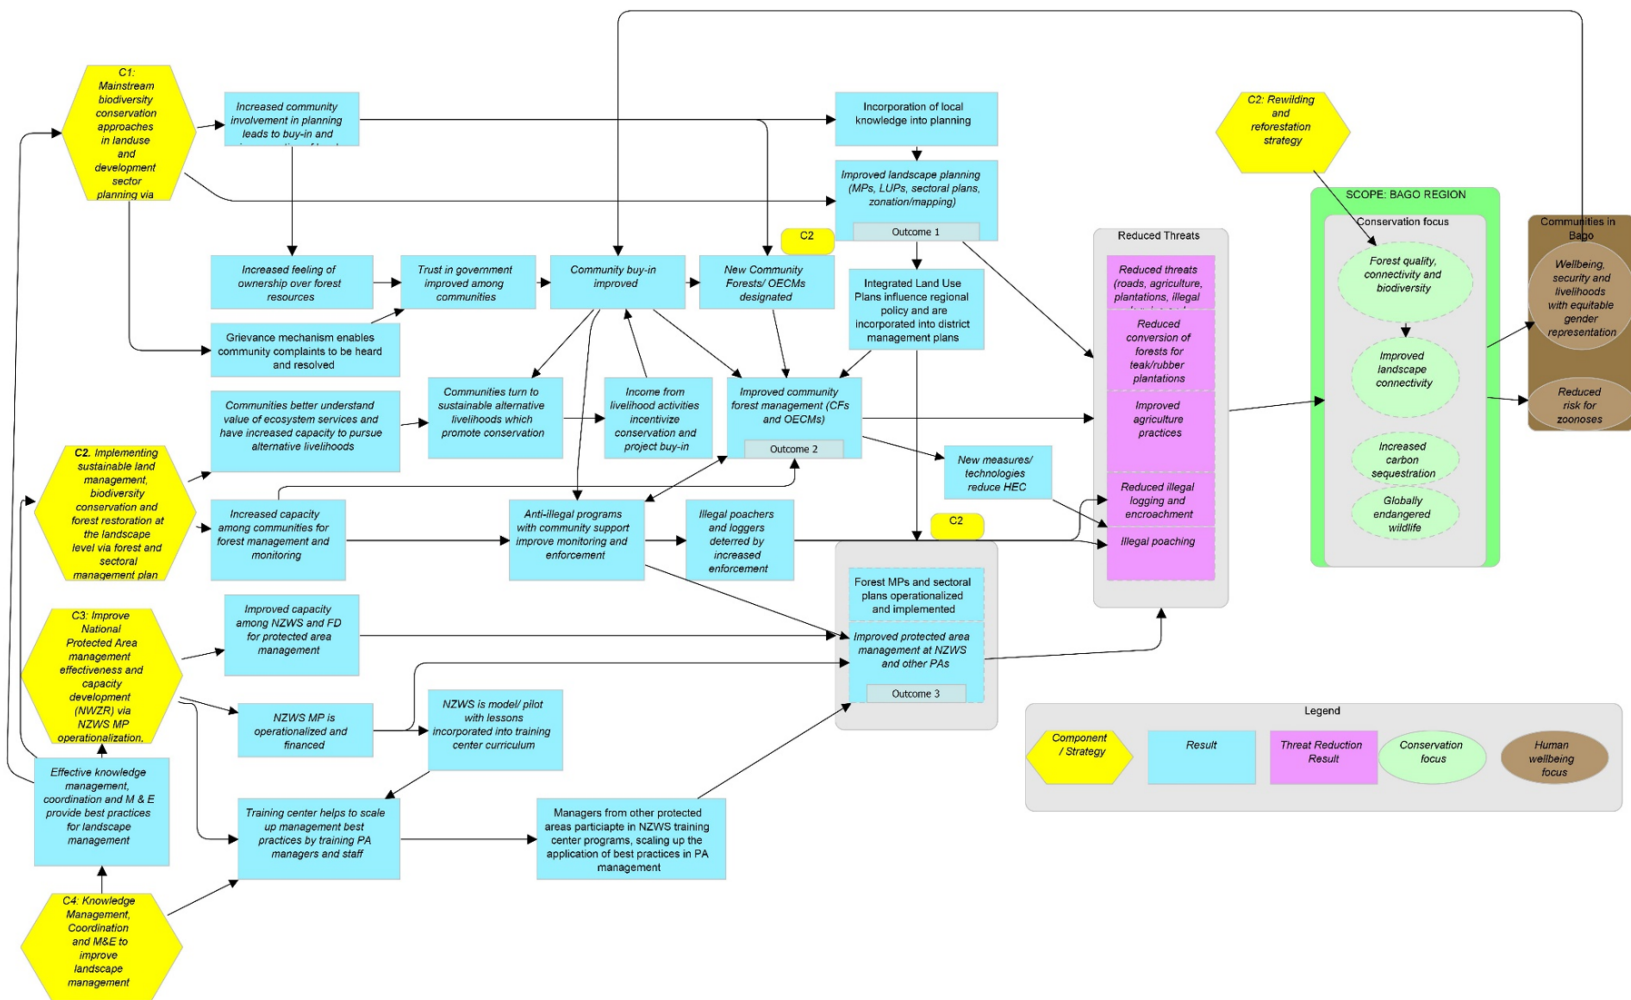 C1:
Mainstream
biodiversity
conservation
approaches
in landuse
and
development
sector
planning via
Increased community
involvement in planning
leads to buy-in and
Incorporation of local
knowledge into planning
C2: Rewilding
and
reforestation
strategy
Improved landscape planning
(MPs, LUPs, sectoral plans,
zonation/mapping)
Outcome 1
C2
SCOPE: BAGO REGION
Conservation focus
Communities in
Bago
Reduced Threats
Increased feeling of
ownership over forest
resources
Trust in government
improved among
communities
Community buy-in
improved
New Community
Forests/ OECMs
designated
Integrated Land Use
Plans influence regional
policy and are
incorporated into district
management plans
Reduced threats
(roads, agriculture,
plantations, illegal
Forest quality,
connectivity and
biodiversity
Wellbeing,
security and
livelihoods
with equitable
gender
representation
Grievance mechanism enables
community complaints to be heard
and resolved
Reduced
conversion of
forests for
teak/rubber
plantations
Improved
landscape
connectivity
Communities better understand
value of ecosystem services and
have increased capacity to pursue
alternative livelihoods
Communities turn to
sustainable alternative
livelihoods which
promote conservation
Income from
livelihood activities
incentivize
conservation and
project buy-in
Improved community
forest management (CFs
and OECMs)
Outcome 2
Improved
agriculture
practices
Reduced
risk for
zoonoses
C2. Implementing
sustainable land
management,
biodiversity
conservation and
forest restoration at
the landscape
level via forest and
sectoral
management plan
New measures/
technologies
reduce HEC
Increased carbon
sequestration
Increased capacity
among communities for
forest management and
monitoring
Anti-illegal programs
with community support
improve monitoring and
enforcement
Illegal poachers
and loggers
deterred by
increased
enforcement
C2
Reduced illegal
logging and
encroachment
Globally
endangered
wildlife
Illegal poaching
Forest MPs and sectoral
plans operationalized
and implemented
C3: Improve
National
Protected Area
management
effectiveness and
capacity
development
(NWZR) via
NZWS MP
operationalization,
Improved capacity
among NZWS and FD
for protected area
management
Improved protected area
management at NZWS
and other PAs
Outcome 3
NZWS MP is
operationalized and
financed
NZWS is model/ pilot
with lessons
incorporated into training
center curriculum
Legend
Component
/ Strategy
Result
Threat Reduction
Result
Conservation
focus
Human
wellbeing
focus
Effective knowledge
management,
coordination and M & E
provide best practices
for landscape
management
Training center helps to scale
up management best
practices by training PA
managers and staff
Managers from other protected
areas particiapte in NZWS training
center programs, scaling up the
application of best practices in PA
management
C4: Knowledge
Management,
Coordination
and M&E to
improve
landscape
management